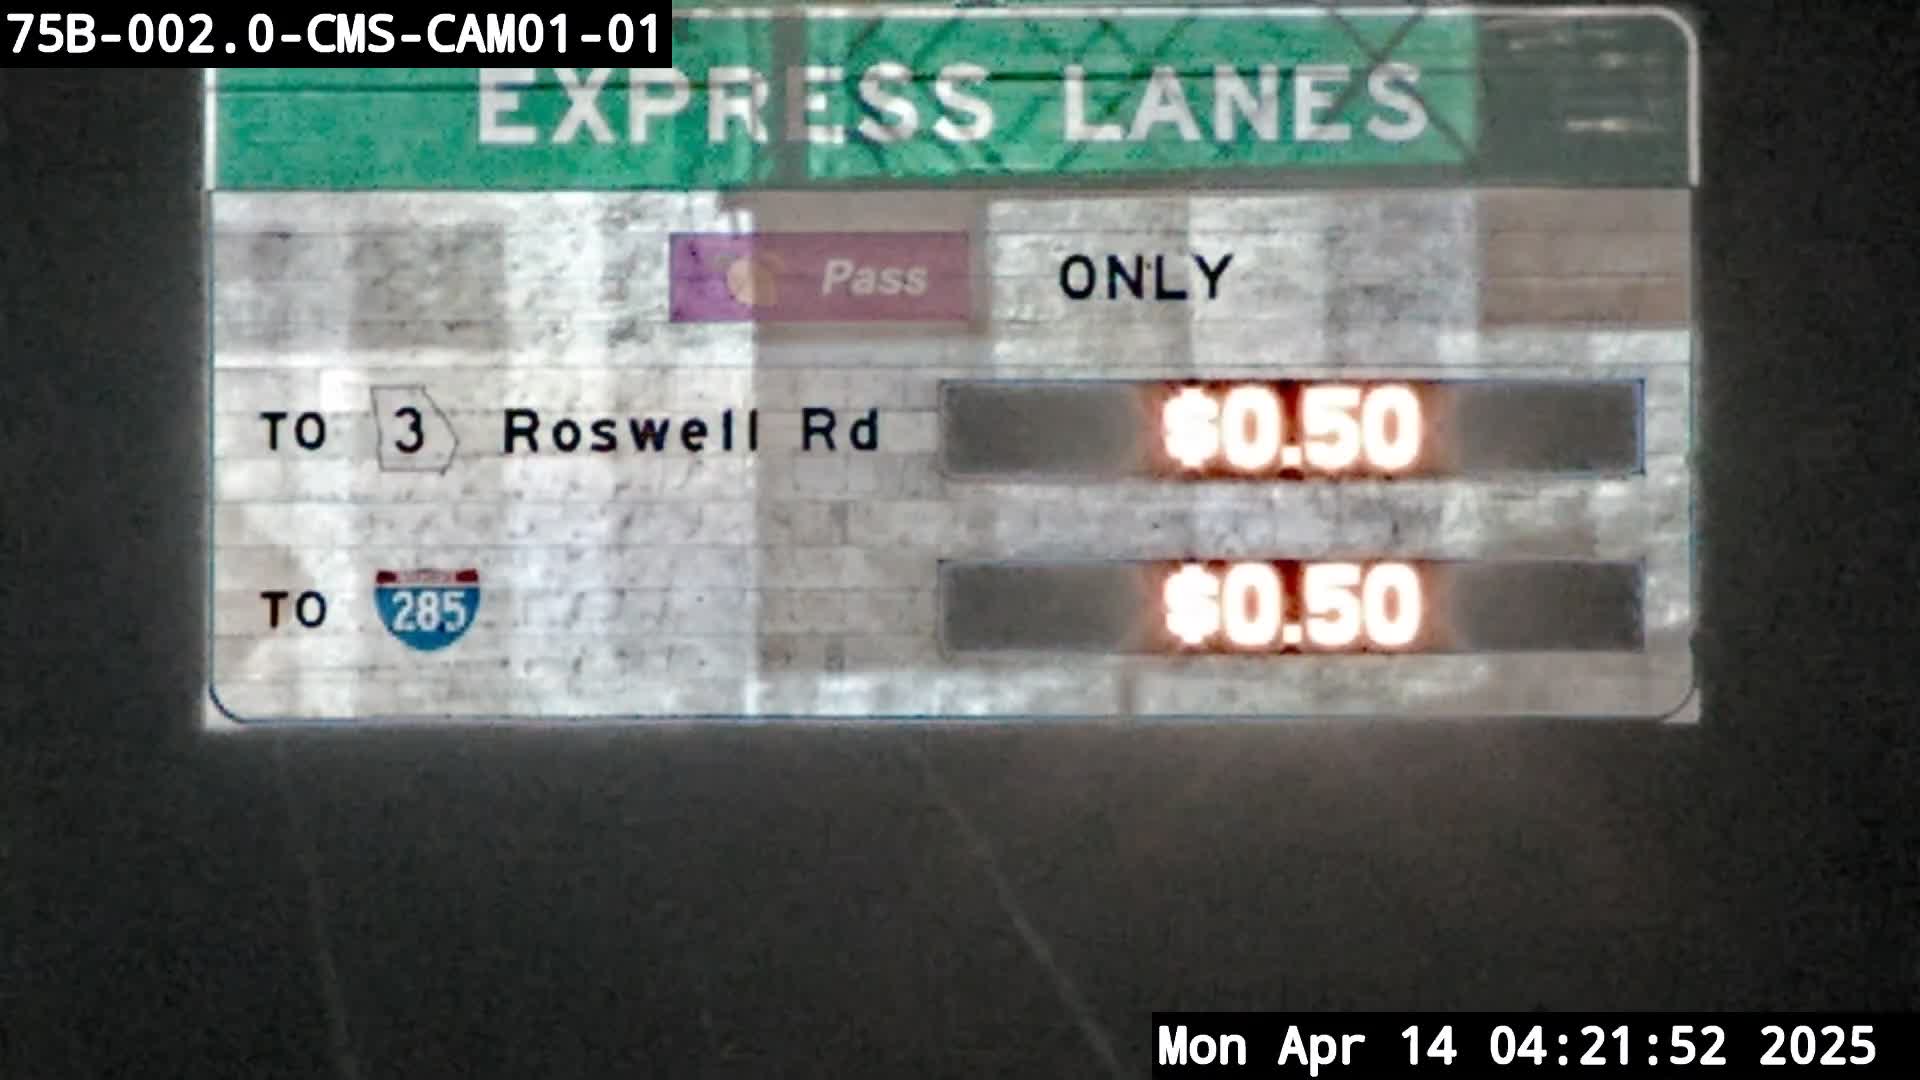 75B-002.0-CMS-CAM01-01
EXPRESS LANES
Pass ONLY
TO 3 Roswell Rd $0.50
TO 285 $0.50
Mon Apr 14 04:21:52 2025